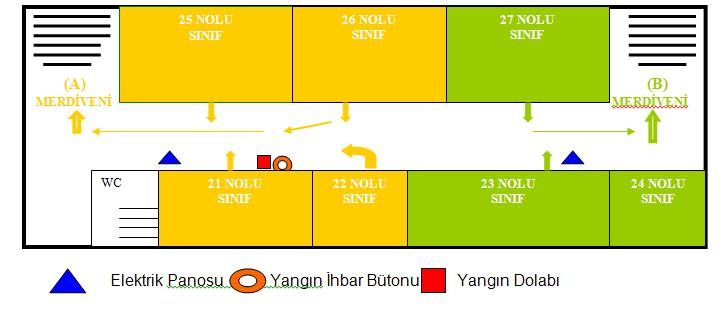 25 NOLU
SINIF
26 NOLU
SINIF
27 NOLU
SINIF
(A)
MERDİVENİ
(B)
MERDİVENİ
WC
21 NOLU
SINIF
22 NOLU
SINIF
23 NOLU
SINIF
24 NOLU
SINIF
Elektrik Panosu
Yangın İhbar Bütonu
Yangın Dolabı